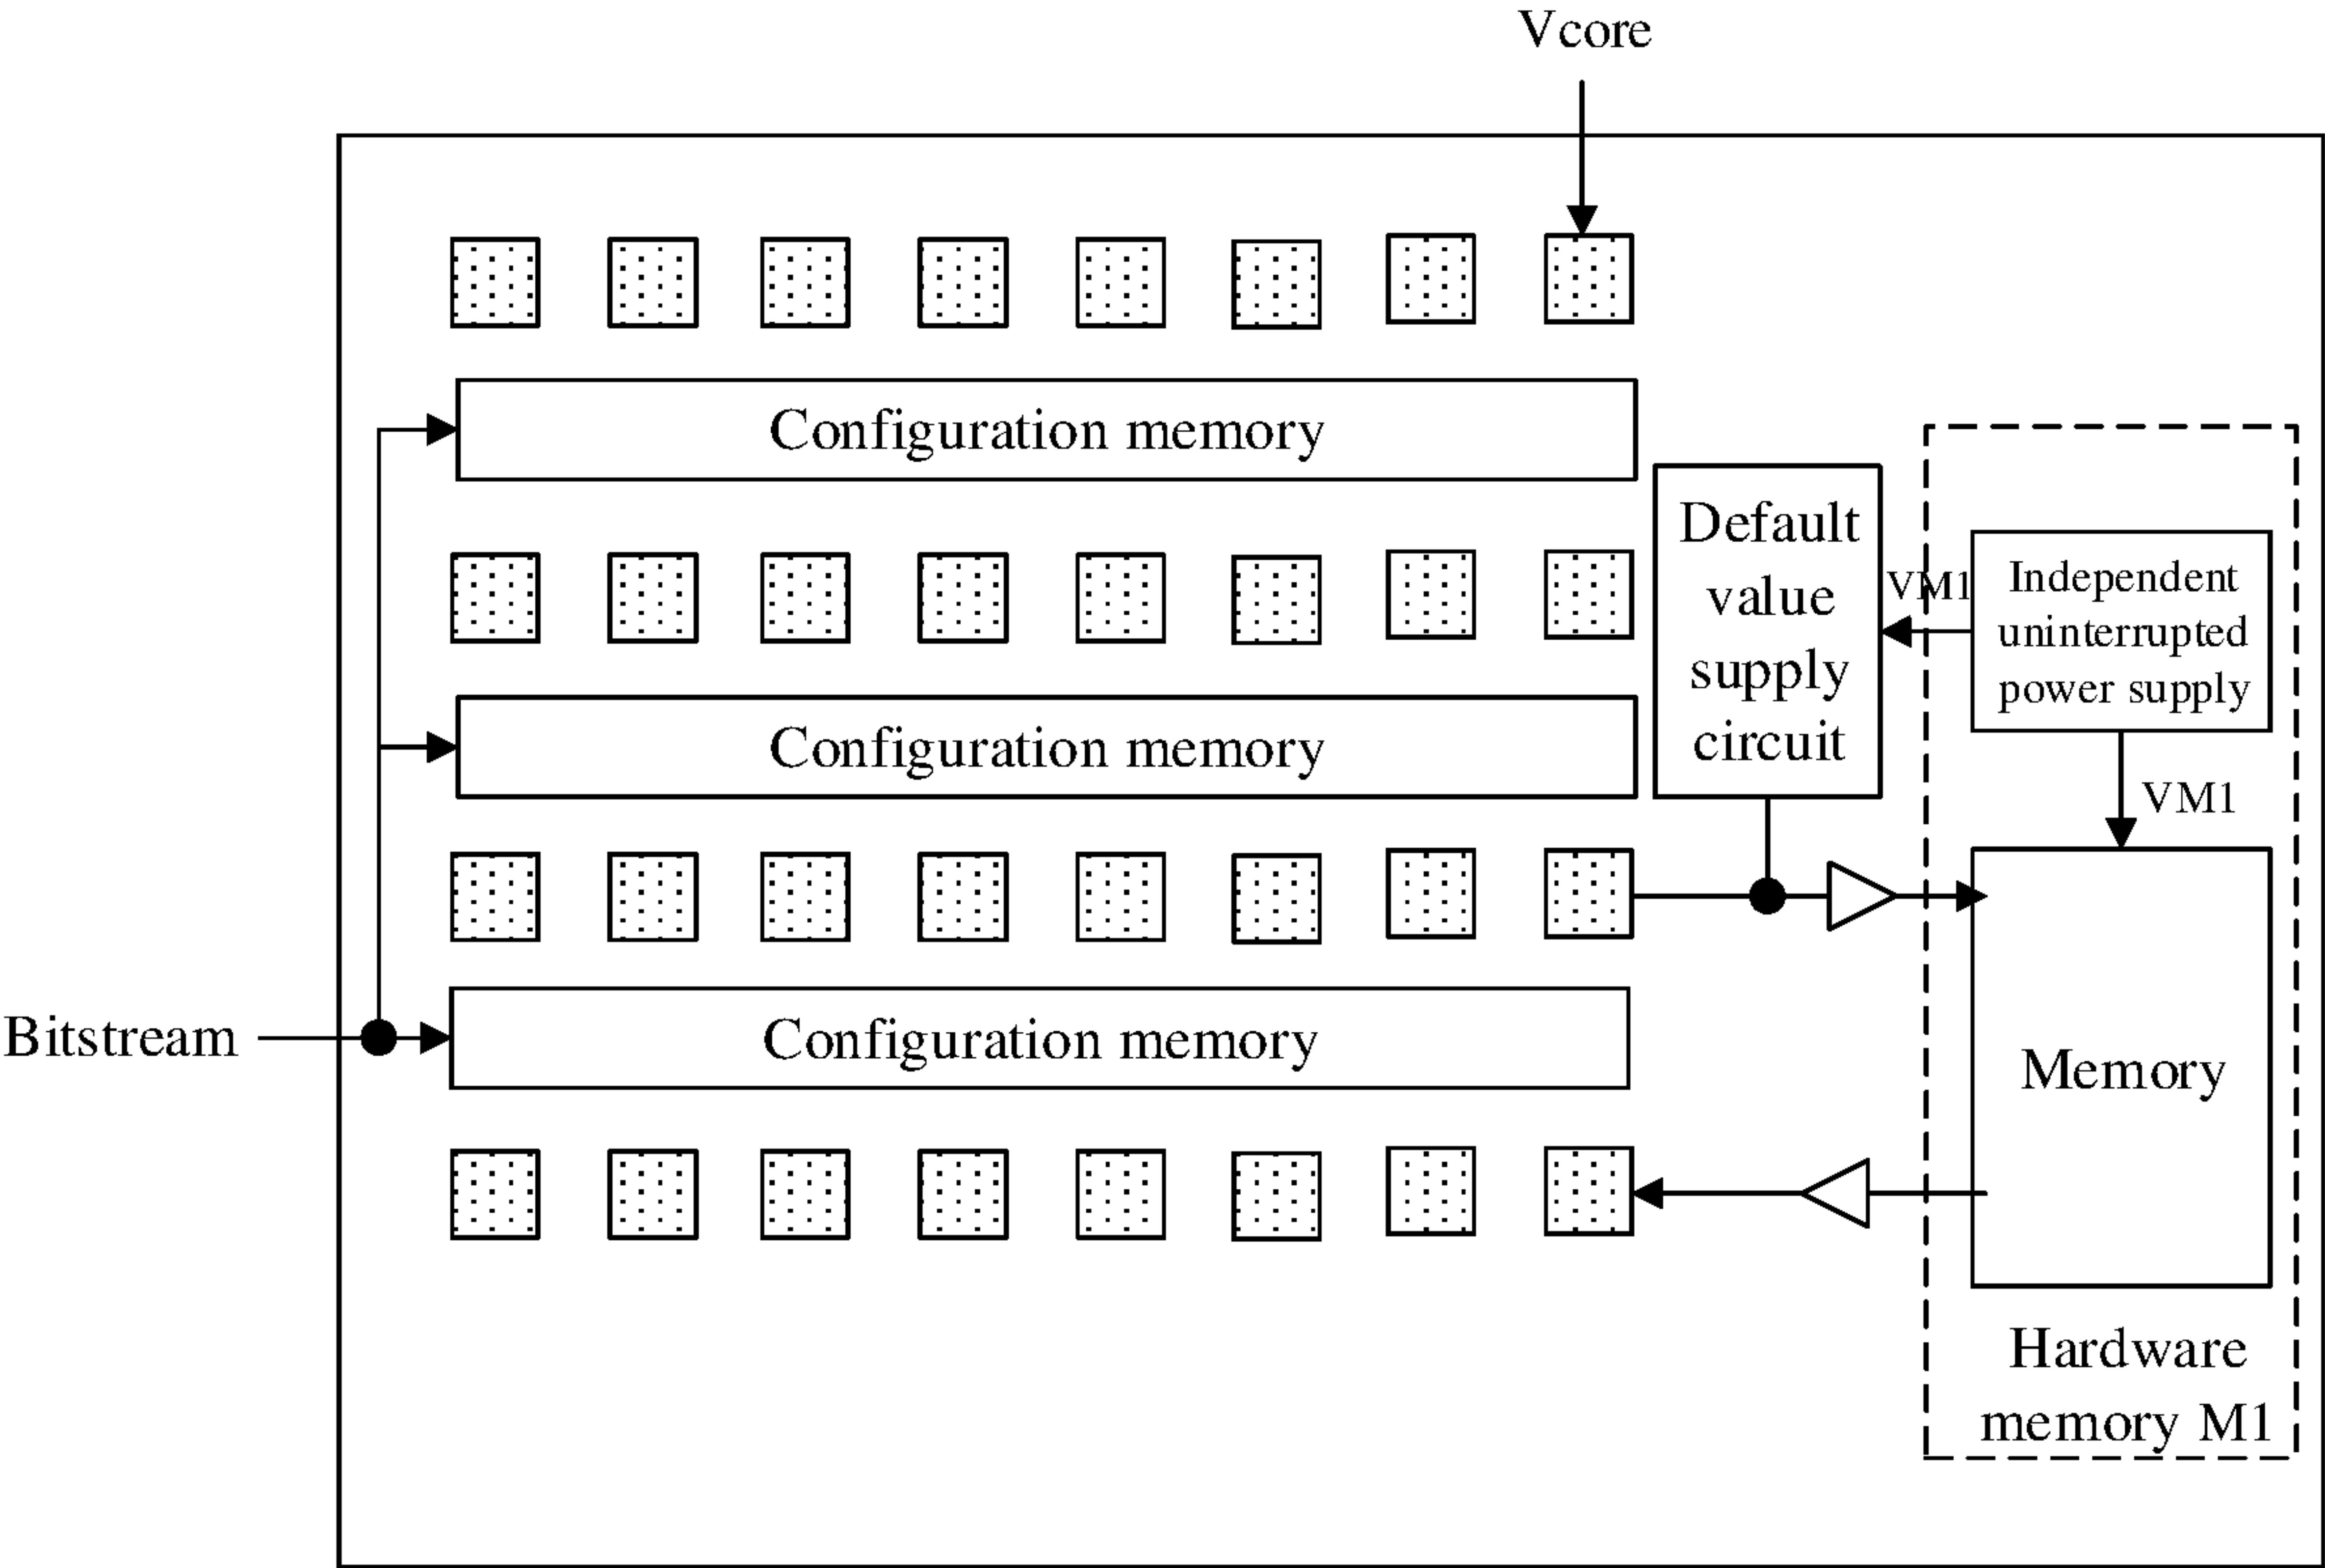 Vcore
Configuration memory
Default
value
supply
circuit
VM1
Independent
uninterrupted
power supply
Configuration memory
VM1
Bitstream
Configuration memory
Memory
Hardware
memory M1